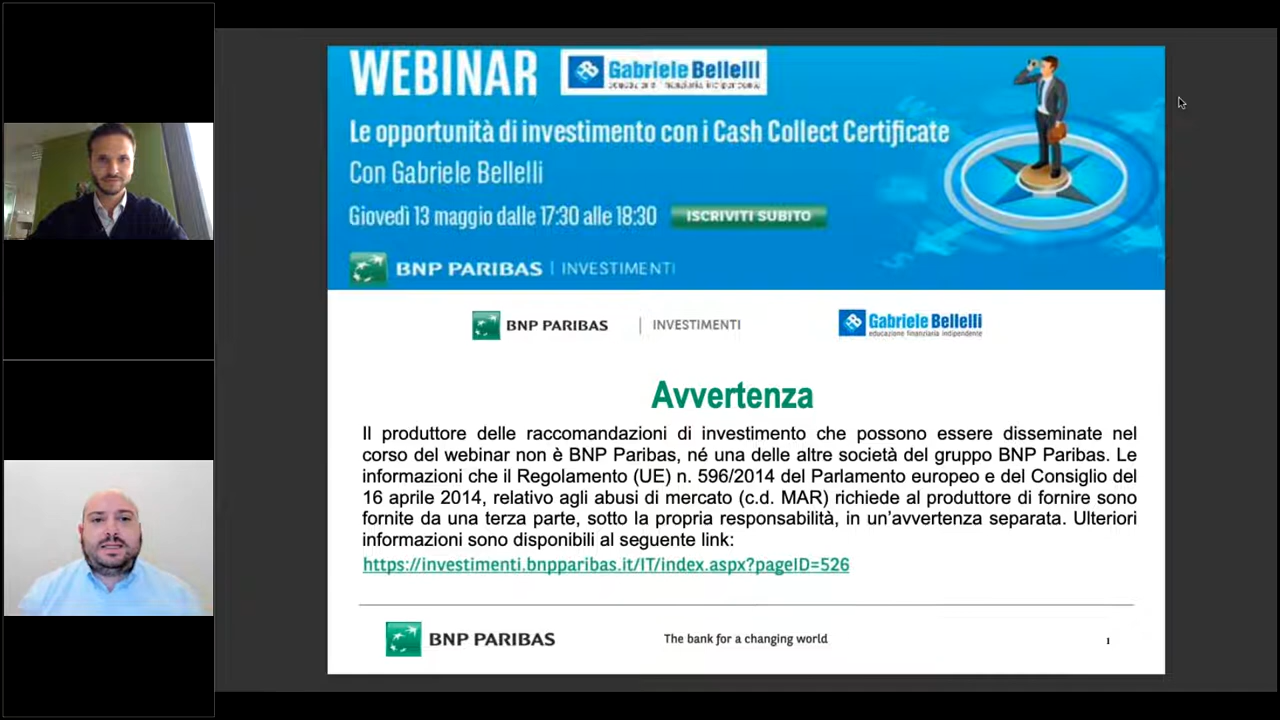 WEBINAR
Gabriele Bellelli
educazione finanziaria indipendente
Le opportunità di investimento con i Cash Collect Certificate
Con Gabriele Bellelli
Giovedì 13 maggio dalle 17:30 alle 18:30 ISCRIVITI SUBITO
BNP PARIBAS | INVESTIMENTI
BNP PARIBAS | INVESTIMENTI
Gabriele Bellelli
educazione finanziaria indipendente
Avvertenza
Il produttore delle raccomandazioni di investimento che possono essere disseminate nel
corso del webinar non è BNP Paribas, né una delle altre società del gruppo BNP Paribas. Le
informazioni che il Regolamento (UE) n. 596/2014 del Parlamento europeo e del Consiglio del
16 aprile 2014, relativo agli abusi di mercato (c.d. MAR) richiede al produttore di fornire sono
fornite da una terza parte, sotto la propria responsabilità, in un’avvertenza separata. Ulteriori
informazioni sono disponibili al seguente link:
https://investimenti.bnpparibas.it/IT/index.aspx?pageID=526
BNP PARIBAS
The bank for a changing world
1